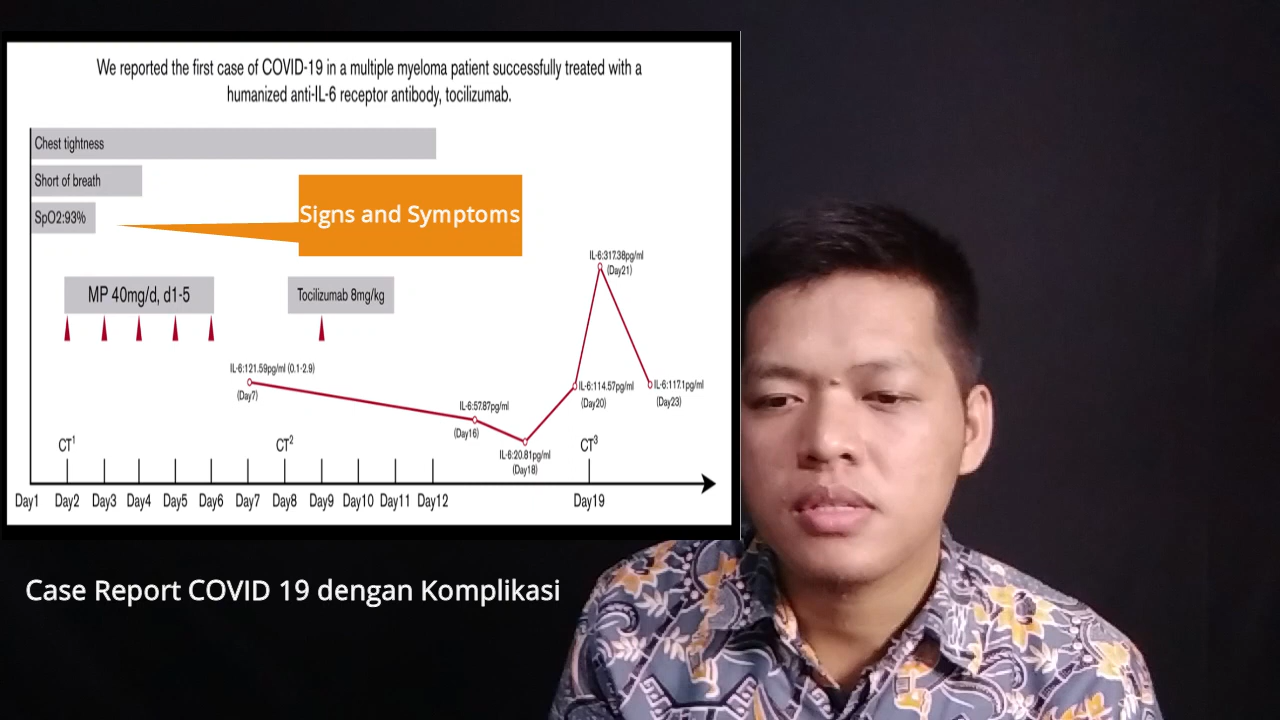 We reported the first case of COVID-19 in a multiple myeloma patient successfully treated with a
humanized anti-IL-6 receptor antibody, tocilizumab.
Chest tightness
Short of breath
SpO2:93%
Signs and Symptoms
MP 40mg/d, d1-5
Tocilizumab 8mg/kg
IL-6:317.38pg/ml
(Day21)
IL-6:121.59pg/ml (0.1-2.9)
(Day7)
IL-6:57.87pg/ml
(Day16)
IL-6:20.81pg/ml
(Day18)
IL-6:114.57pg/ml
(Day20)
IL-6:117.1pg/ml
(Day23)
CT¹
CT²
CT³
Day1 Day2 Day3 Day4 Day5 Day6 Day7 Day8 Day9 Day10 Day11 Day12 Day19
Case Report COVID 19 dengan Komplikasi